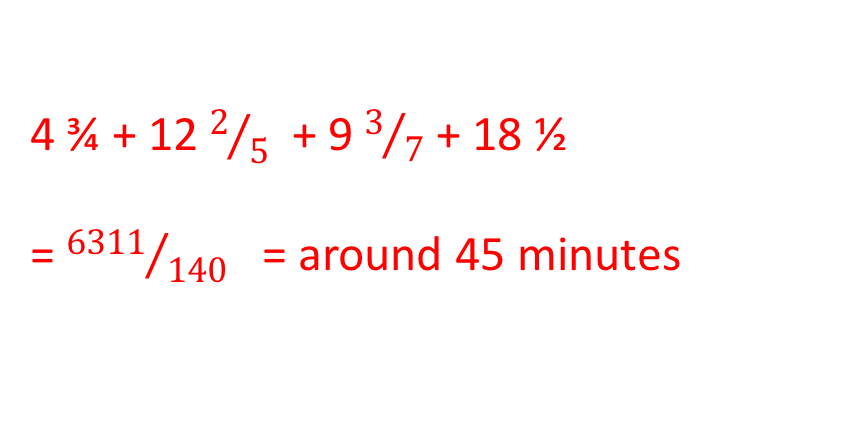 4 ¾ + 12 2/5 + 9 3/7 + 18 ½
= 6311/140 = around 45 minutes